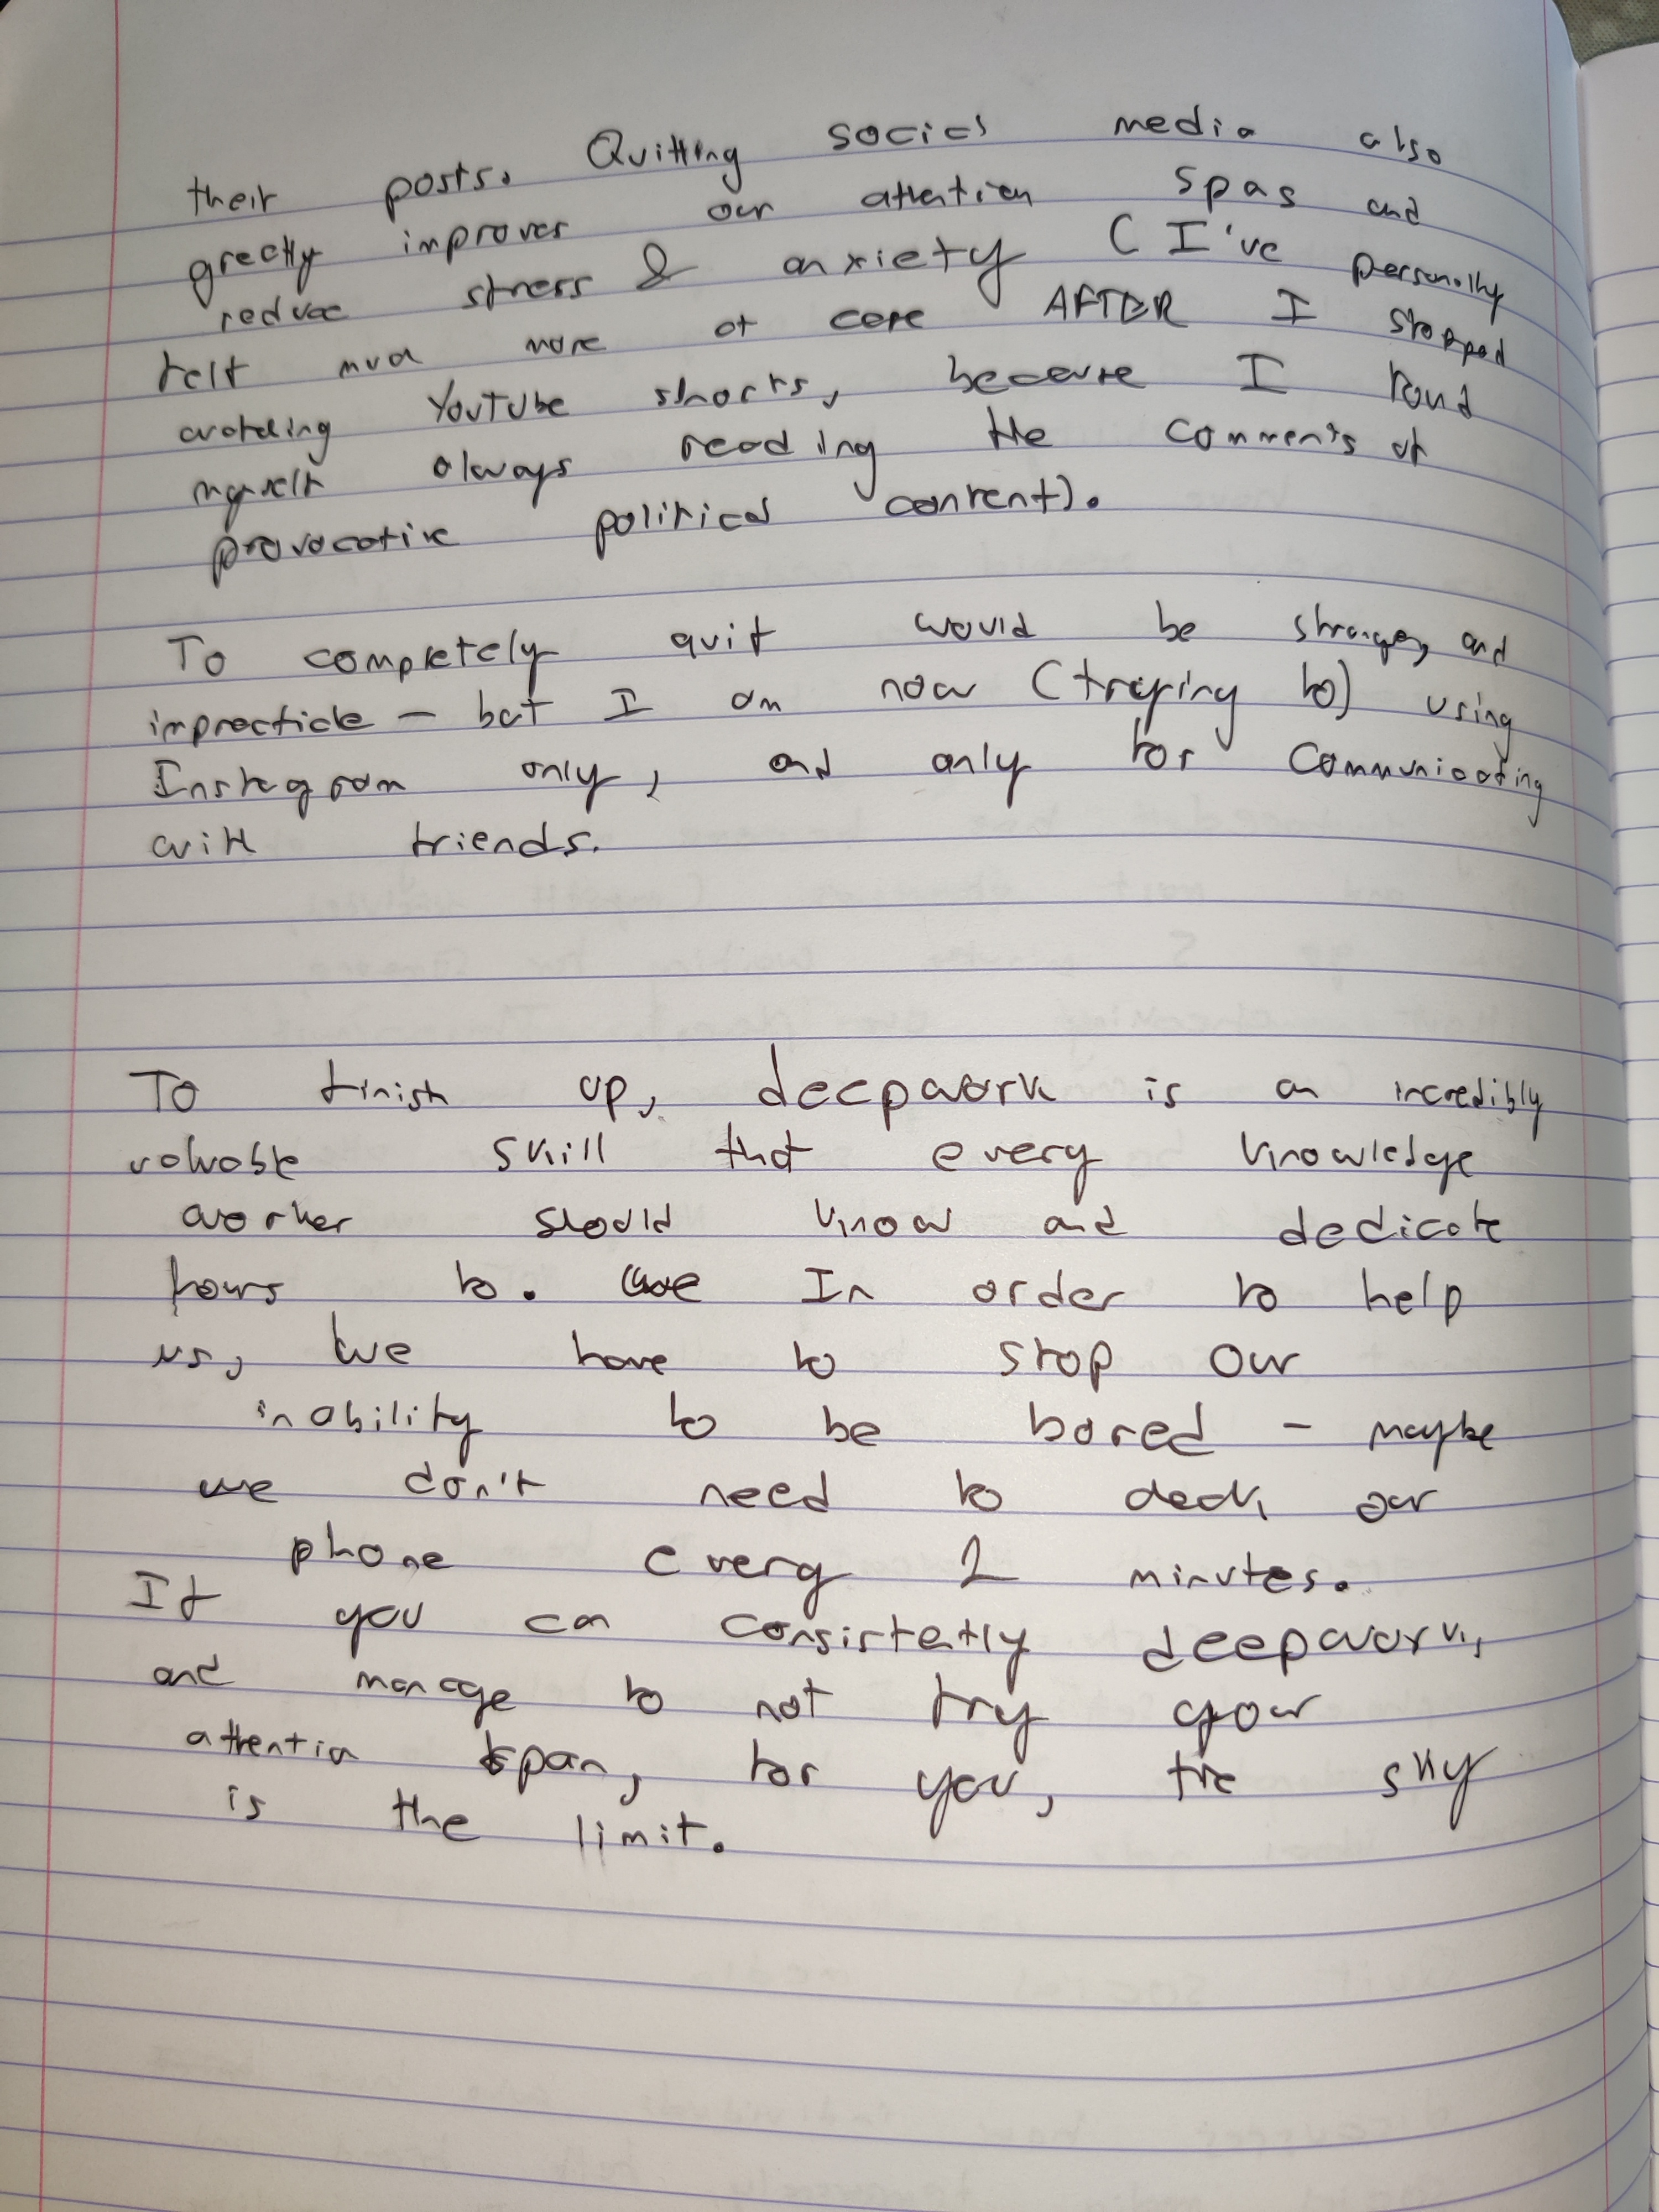 their posts. Quitting social media also
greatly improves our attention spas and
reduce stress & anxiety (I've personally
felt much more at care AFTER I stopped
watching YouTube shorts, because I found
myself always reading the comments of
provocative political content).
To completely quit would be strange, and
impractice - but I am now (trying to) using
Instagram only, and only for communicating
with friends.
To finish up, deepwork is an incredibly
valuable skill that every knowledge
worker should know and dedicate
hours to. In order to help
us, we have to stop our
inability to be bored - maybe
we don't need to check our
phone every 2 minutes.
If you can consistently deepwork,
and manage to not fry your
attention span, for you, the sky
is the limit.